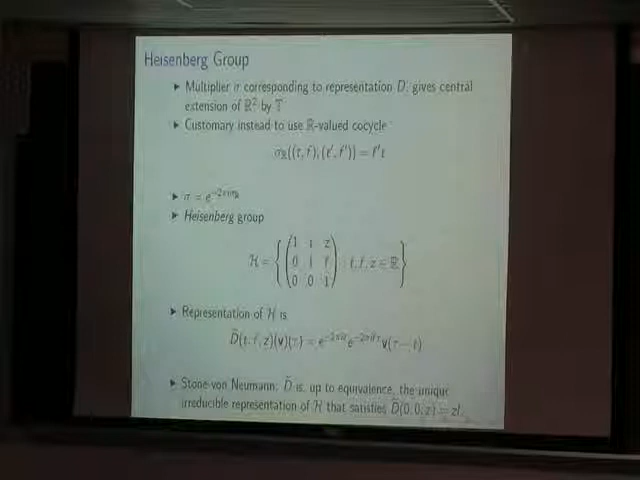 Heisenberg Group
▸ Multiplier σ corresponding to representation D, gives central
extension of ℝ² by 𝕋
▸ Customary instead to use ℝ-valued cocycle
σ_ℝ((t, f), (t', f')) = f't
▸ σ = e^{-2πiσ_ℝ}
▸ Heisenberg group
ℋ = { ( 1 t z
0 1 f
0 0 1 ) : t, f, z ∈ ℝ }
▸ Representation of ℋ is
D̃(t, f, z)(v)(τ) = v(τ − t)
▸ Stone-von Neumann: D̃ is, up to equivalence, the unique
irreducible representation of ℋ that satisfies D̃(0, 0, z) = zI.